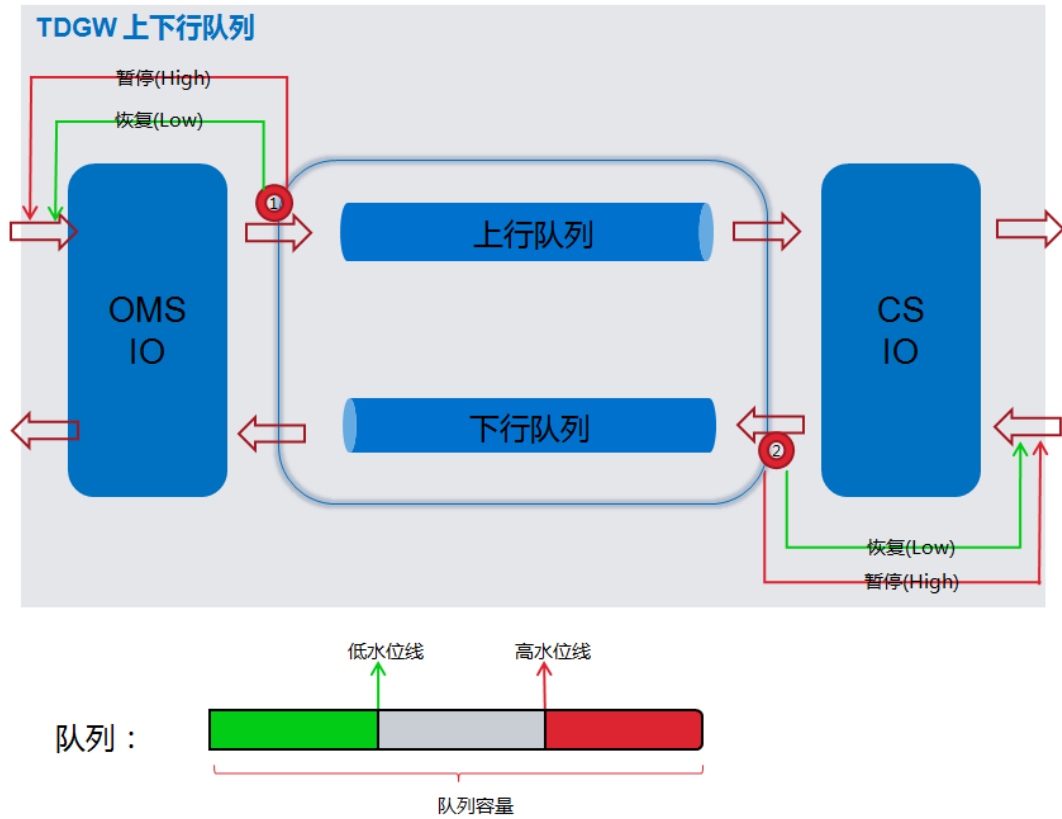 TDGW 上下行队列
暂停(High)
恢复(Low)
①
上行队列
OMS
IO
CS
IO
下行队列
②
恢复(Low)
暂停(High)
低水位线
高水位线
队列：
队列容量